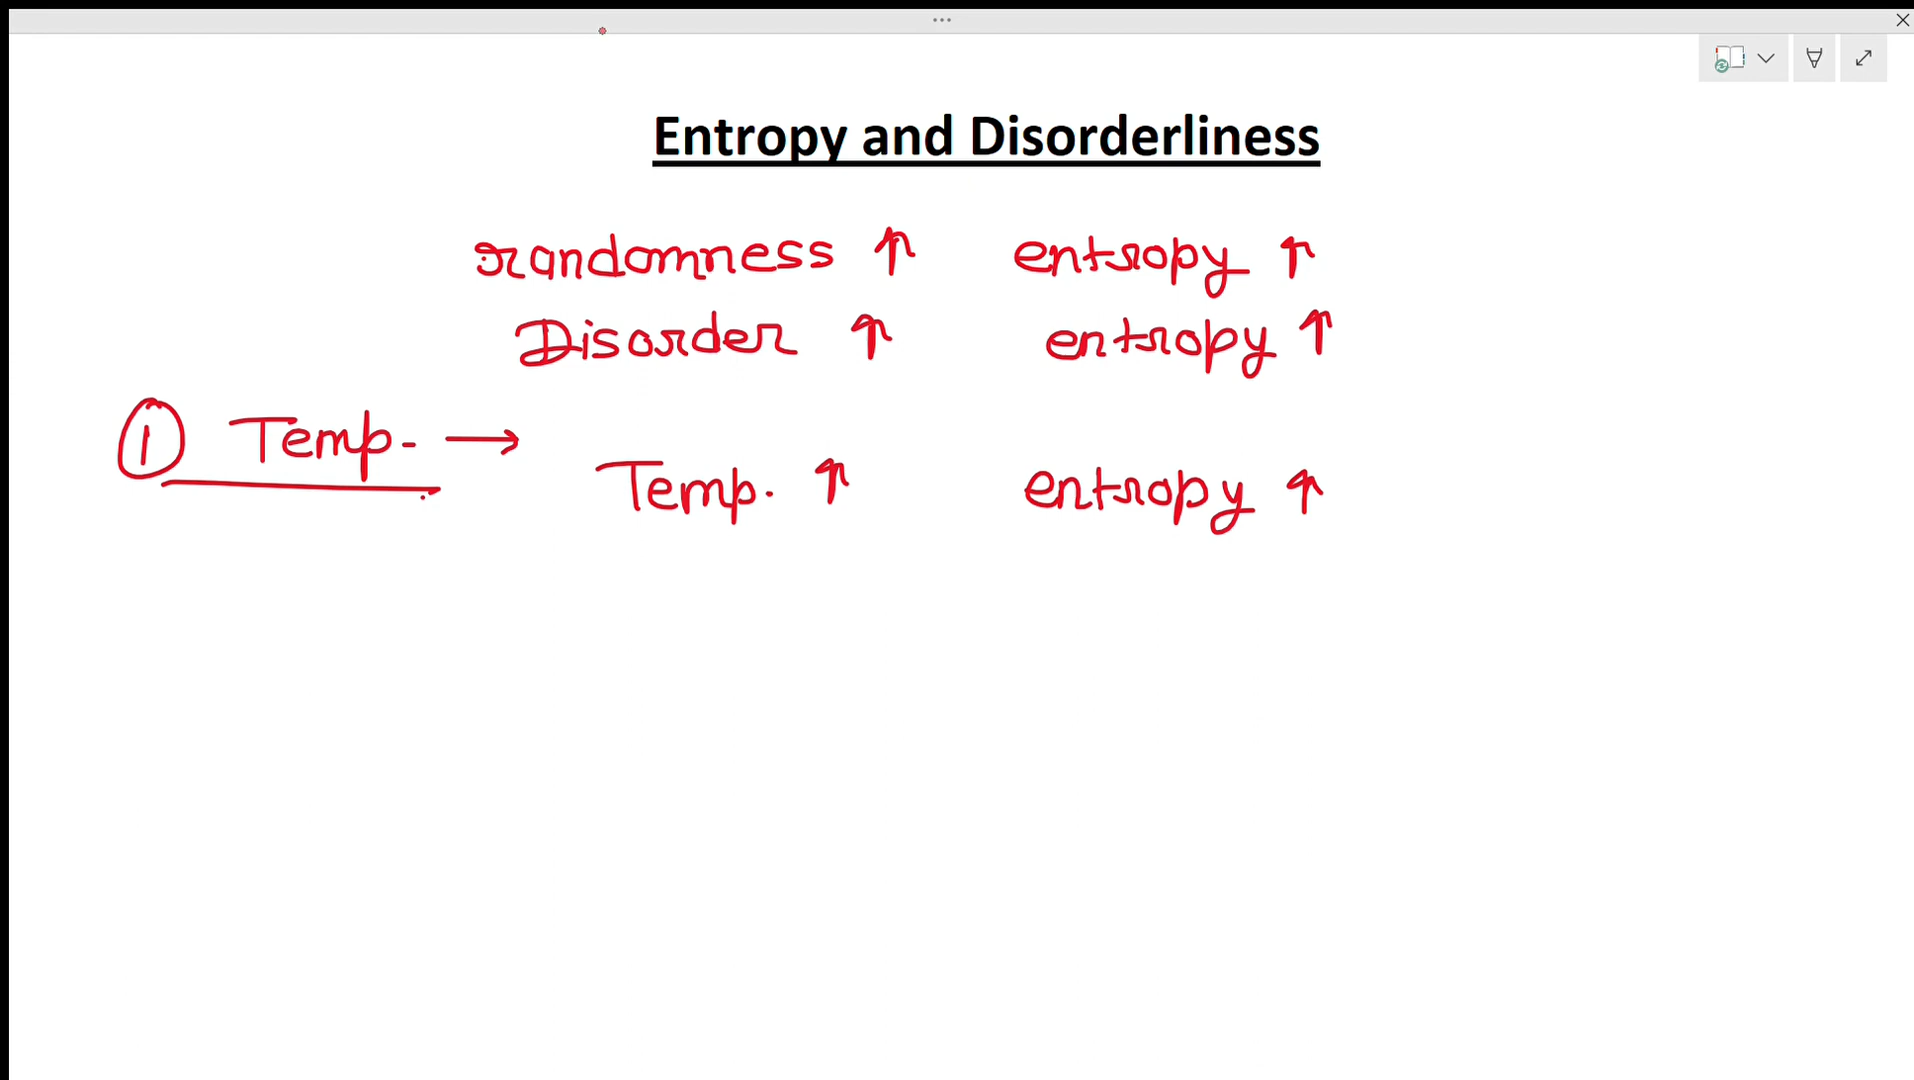 Entropy and Disorderliness
randomness ↑ entropy ↑
Disorder ↑ entropy ↑
① Temp. →
Temp. ↑ entropy ↑